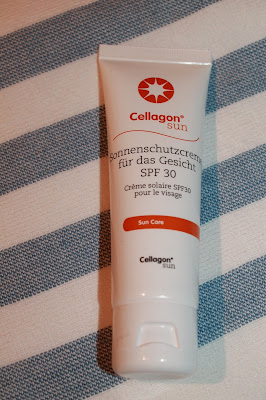 Cellagon®
sun
Sonnenschutzcreme
für das Gesicht
SPF 30
Crème solaire SPF30
pour le visage
Sun Care
Cellagon®
sun